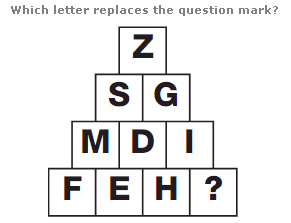 Which letter replaces the question mark?
Z
S G
M D I
F E H ?